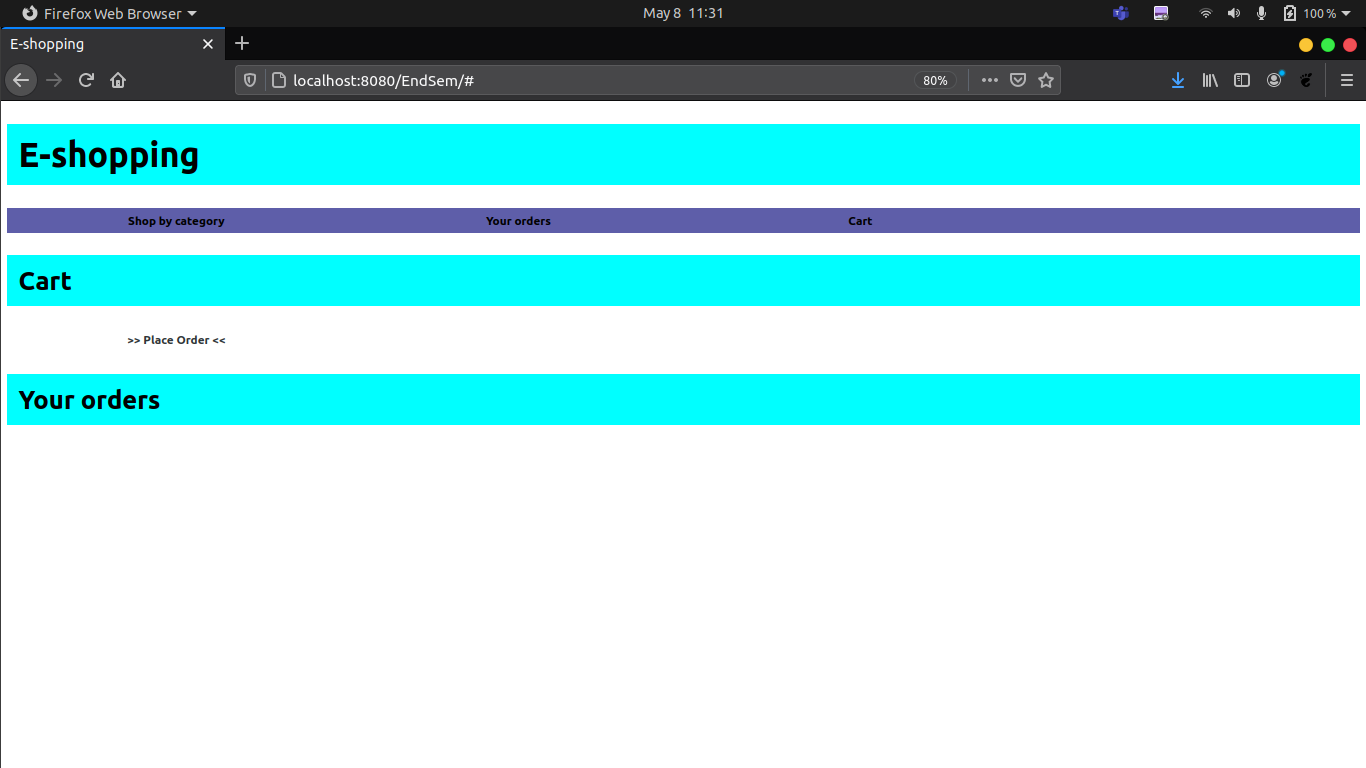 Firefox Web Browser May 8 11:31 100 %
E-shopping
localhost:8080/EndSem/# 80%
E-shopping
Shop by category Your orders Cart
Cart
>> Place Order <<
Your orders